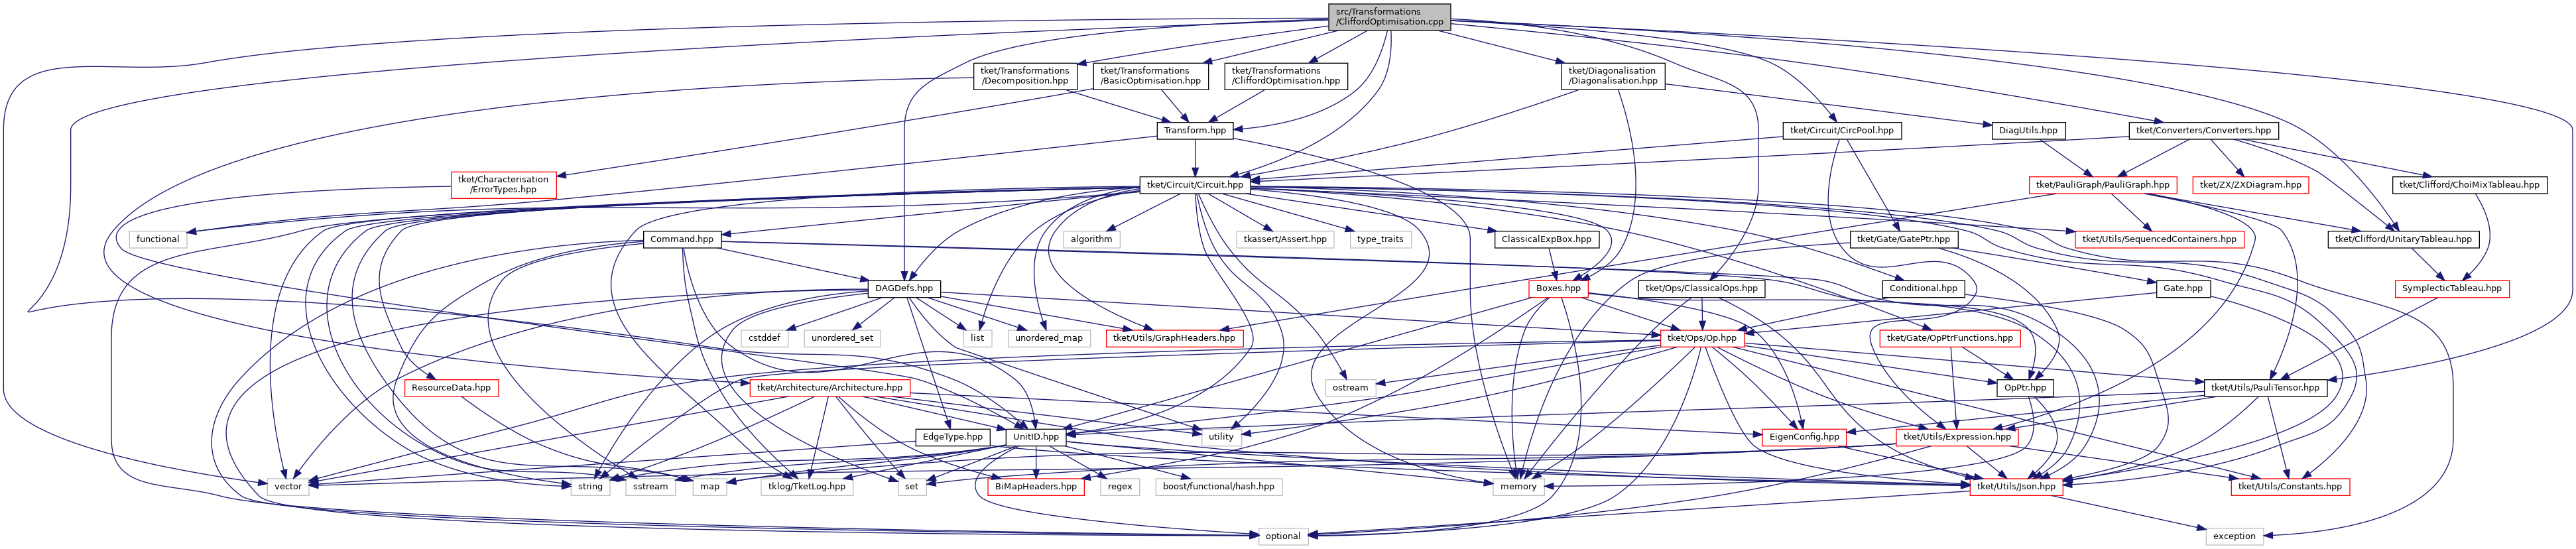 src/Transformations
/CliffordOptimisation.cpp
tket/Transformations
/Decomposition.hpp
tket/Transformations
/BasicOptimisation.hpp
tket/Transformations
/CliffordOptimisation.hpp
tket/Diagonalisation
/Diagonalisation.hpp
Transform.hpp
tket/Circuit/CircPool.hpp
DiagUtils.hpp
tket/Converters/Converters.hpp
tket/Characterisation
/ErrorTypes.hpp
tket/Circuit/Circuit.hpp
tket/PauliGraph/PauliGraph.hpp
tket/ZX/ZXDiagram.hpp
tket/Clifford/ChoiMixTableau.hpp
functional
Command.hpp
algorithm
tkassert/Assert.hpp
type_traits
ClassicalExpBox.hpp
tket/Gate/GatePtr.hpp
tket/Utils/SequencedContainers.hpp
tket/Clifford/UnitaryTableau.hpp
DAGDefs.hpp
Boxes.hpp
tket/Ops/ClassicalOps.hpp
Conditional.hpp
Gate.hpp
SymplecticTableau.hpp
cstddef
unordered_set
list
unordered_map
tket/Utils/GraphHeaders.hpp
tket/Ops/Op.hpp
tket/Gate/OpPtrFunctions.hpp
ResourceData.hpp
tket/Architecture/Architecture.hpp
ostream
OpPtr.hpp
tket/Utils/PauliTensor.hpp
EdgeType.hpp
UnitID.hpp
utility
EigenConfig.hpp
tket/Utils/Expression.hpp
vector
string
sstream
map
tklog/TketLog.hpp
set
BiMapHeaders.hpp
regex
boost/functional/hash.hpp
memory
tket/Utils/Json.hpp
tket/Utils/Constants.hpp
optional
exception